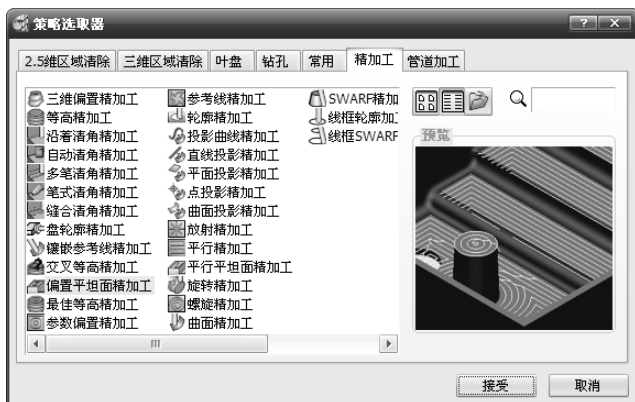 策略选取器
2.5维区域清除 三维区域清除 叶盘 钻孔 常用 精加工 管道加工
三维偏置精加工 参考线精加工 SWARF精加
等高精加工 轮廓精加工 线框轮廓加
沿着清角精加工 投影曲线精加工 线框SWARF
自动清角精加工 直线投影精加工
多笔清角精加工 平面投影精加工
笔式清角精加工 点投影精加工
缝合清角精加工 曲面投影精加工
盘轮廓精加工 放射精加工
镶嵌参考线精加工 平行精加工
交叉等高精加工 平行平坦面精加工
偏置平坦面精加工 旋转精加工
最佳等高精加工 螺旋精加工
参数偏置精加工 曲面精加工
预览
接受 取消